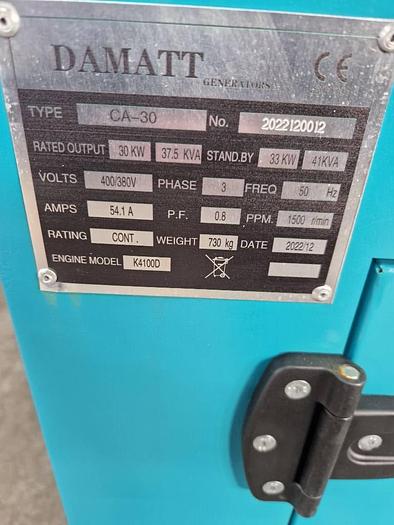 DAMATT
GENERATORS
CE
TYPE CA-30 No. 2022120012
RATED OUTPUT 30 KW 37.5 KVA STAND.BY 33 KW 41KVA
VOLTS 400/380V PHASE 3 FREQ 50 Hz
AMPS 54.1 A P.F. 0.8 PPM. 1500 r/min
RATING CONT. WEIGHT 730 kg DATE 2022/12
ENGINE MODEL K4100D